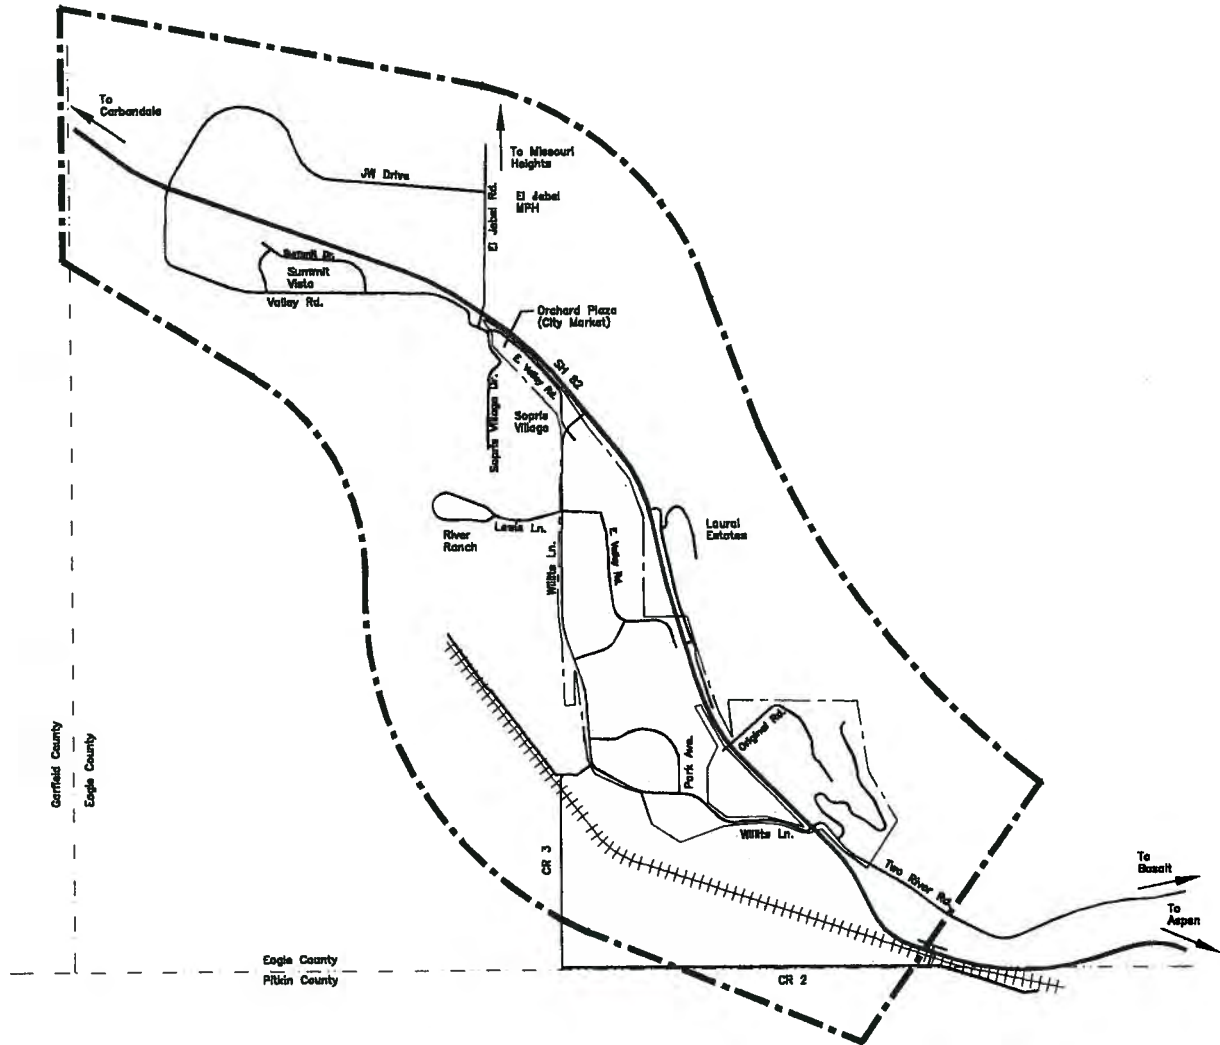 To
Carbondale
To Missouri
Heights
JW Drive
El Jebel Rd.
El Jebel
MPH
Summit Dr.
Summit
Vista
Valley Rd.
Orchard Plaza
(City Market)
SH 82
E. Valley Rd.
Sopris Village Dr.
Sopris
Village
Lewis Ln.
River
Ranch
Willits Ln.
E. Valley Rd.
Laural
Estates
Original Rd.
Park Ave.
Garfield County
Eagle County
Willits Ln.
CR 3
Two River Rd.
To
Basalt
To
Aspen
Eagle County
Pitkin County
CR 2